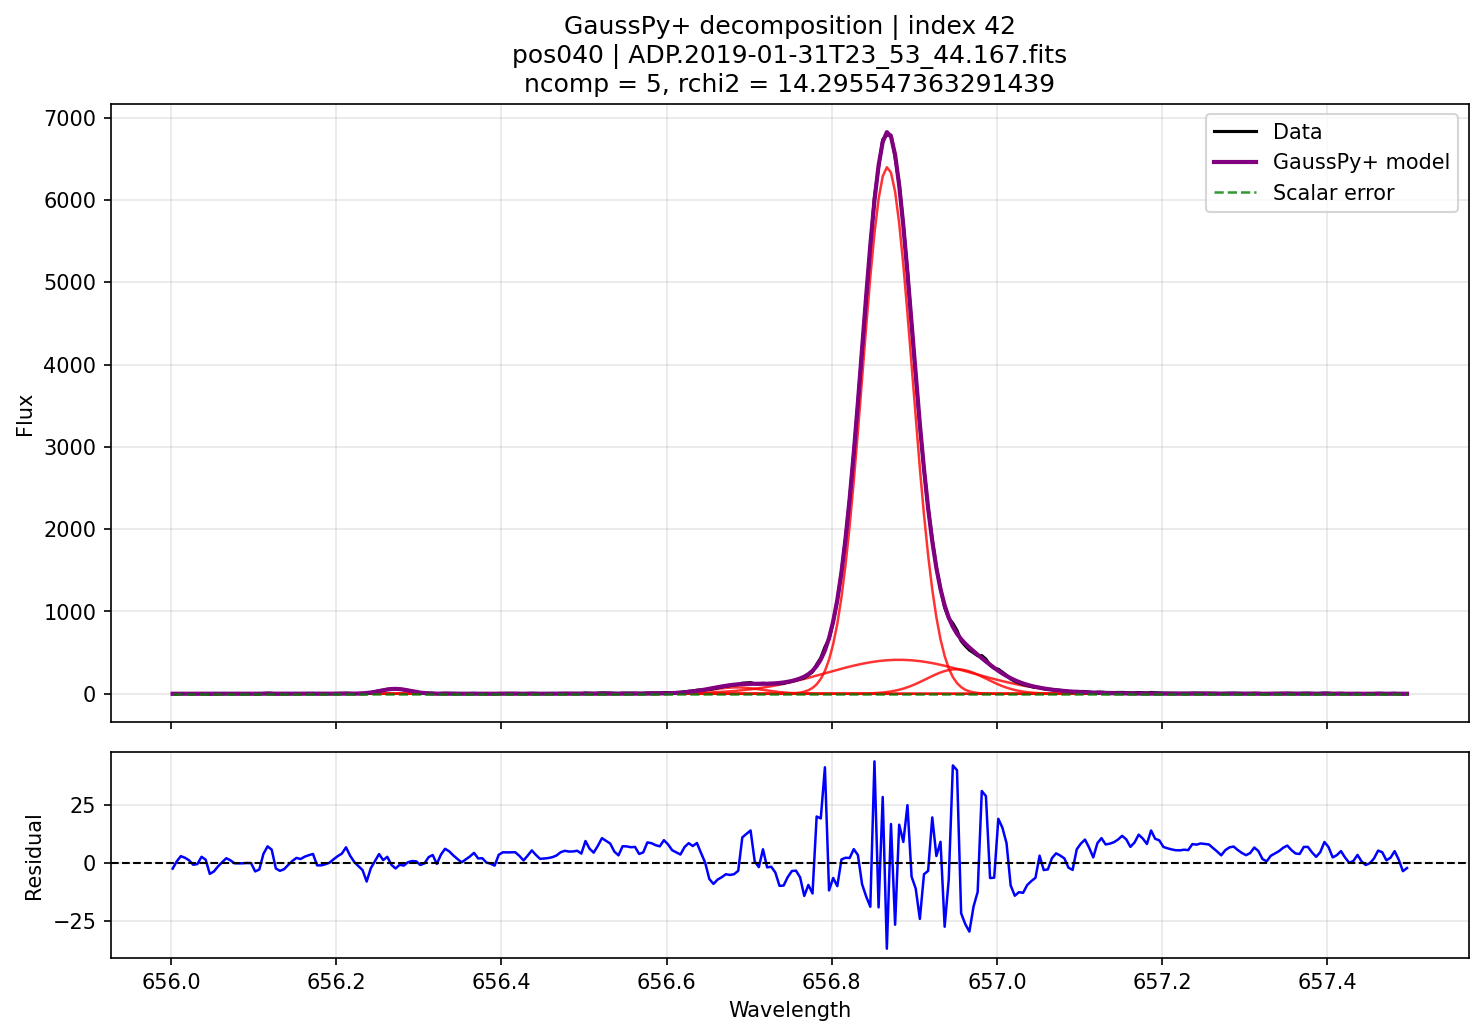 GaussPy+ decomposition | index 42
pos040 | ADP.2019-01-31T23_53_44.167.fits
ncomp = 5, rchi2 = 14.295547363291439
7000
6000
5000
4000
3000
2000
1000
0
Flux
Data
GaussPy+ model
Scalar error
25
0
−25
Residual
656.0 656.2 656.4 656.6 656.8 657.0 657.2 657.4
Wavelength